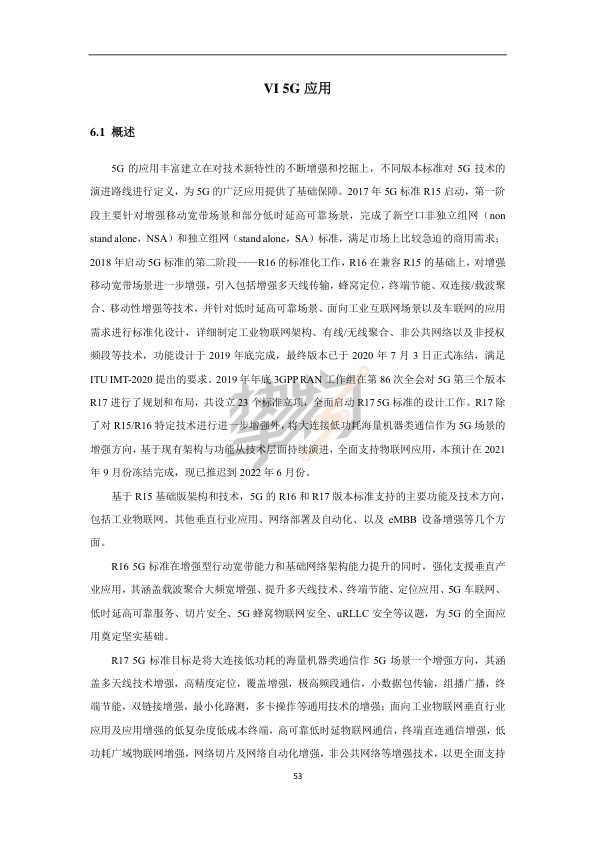 VI 5G 应用
6.1 概述
5G 的应用丰富建立在对技术新特性的不断增强和挖掘上，不同版本标准对 5G 技术的
演进路线进行定义，为 5G 的广泛应用提供了基础保障。2017 年 5G 标准 R15 启动，第一阶
段主要针对增强移动宽带场景和部分低时延高可靠场景，完成了新空口非独立组网（non
stand alone，NSA）和独立组网（stand alone，SA）标准，满足市场上比较急迫的商用需求；
2018 年启动 5G 标准的第二阶段——R16 的标准化工作，R16 在兼容 R15 的基础上，对增强
移动宽带场景进一步增强，引入包括增强多天线传输，蜂窝定位，终端节能、双连接/载波聚
合、移动性增强等技术，并针对低时延高可靠场景、面向工业互联网场景以及车联网的应用
需求进行标准化设计，详细制定工业物联网架构、有线/无线聚合、非公共网络以及非授权
频段等技术，功能设计于 2019 年底完成，最终版本已于 2020 年 7 月 3 日正式冻结，满足
ITU IMT-2020 提出的要求。2019 年年底 3GPP RAN 工作组在第 86 次全会对 5G 第三个版本
R17 进行了规划和布局，共设立 23 个标准立项，全面启动 R17 5G 标准的设计工作。R17 除
了对 R15/R16 特定技术进行进一步增强外，将大连接低功耗海量机器类通信作为 5G 场景的
增强方向，基于现有架构与功能从技术层面持续演进，全面支持物联网应用，本预计在 2021
年 9 月份冻结完成，现已推迟到 2022 年 6 月份。
基于 R15 基础版架构和技术，5G 的 R16 和 R17 版本标准支持的主要功能及技术方向，
包括工业物联网、其他垂直行业应用、网络部署及自动化、以及 eMBB 设备增强等几个方
面。
R16 5G 标准在增强型行动宽带能力和基础网络架构能力提升的同时，强化支援垂直产
业应用，其涵盖载波聚合大频宽增强、提升多天线技术、终端节能、定位应用、5G 车联网、
低时延高可靠服务、切片安全、5G 蜂窝物联网安全、uRLLC 安全等议题，为 5G 的全面应
用奠定坚实基础。
R17 5G 标准目标是将大连接低功耗的海量机器类通信作 5G 场景一个增强方向，其涵
盖多天线技术增强，高精度定位，覆盖增强，极高频段通信，小数据包传输，组播广播，终
端节能，双链接增强，最小化路测，多卡操作等通用技术的增强；面向工业物联网垂直行业
应用及应用增强的低复杂度低成本终端，高可靠低时延物联网通信，终端直连通信增强，低
功耗广域物联网增强，网络切片及网络自动化增强，非公共网络等增强技术，以更全面支持
53